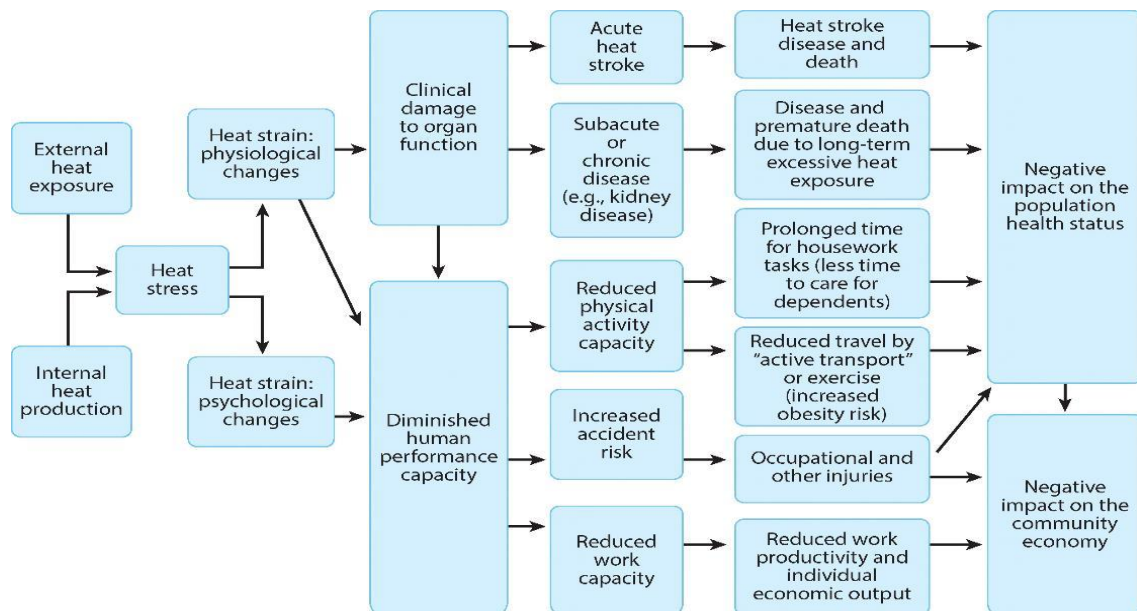 External
heat
exposure
Internal
heat
production
Heat
stress
Heat strain:
physiological
changes
Heat strain:
psychological
changes
Clinical
damage
to organ
function
Diminished
human
performance
capacity
Acute
heat
stroke
Subacute
or
chronic
disease
(e.g., kidney
disease)
Reduced
physical
activity
capacity
Increased
accident
risk
Reduced
work
capacity
Heat stroke
disease and
death
Disease and
premature death
due to long-term
excessive heat
exposure
Prolonged time
for housework
tasks (less time
to care for
dependents)
Reduced travel by
“active transport”
or exercise
(increased
obesity risk)
Occupational and
other injuries
Reduced work
productivity and
individual
economic output
Negative
impact on the
population
health status
Negative
impact on the
community
economy